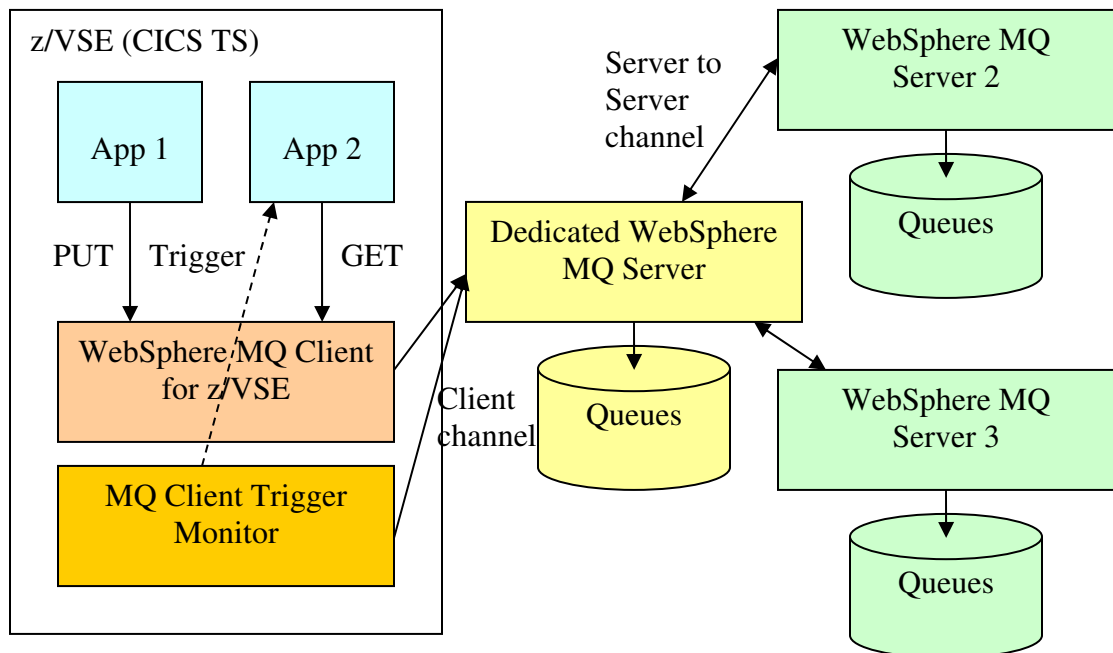 z/VSE (CICS TS)
App 1
App 2
PUT
Trigger
GET
WebSphere MQ Client
for z/VSE
MQ Client Trigger
Monitor
Client
channel
Dedicated WebSphere
MQ Server
Queues
Server to
Server
channel
WebSphere MQ
Server 2
Queues
WebSphere MQ
Server 3
Queues